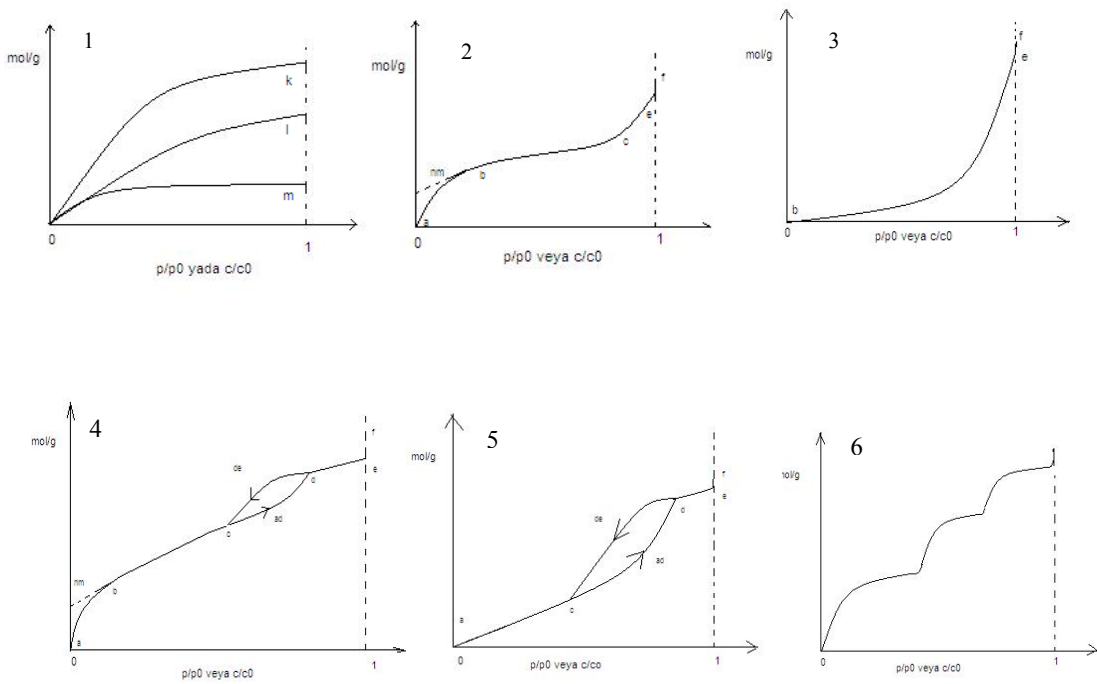 1
mol/g
k
l
m
0
1
p/p0 yada c/c0
2
mol/g
f
e
c
nm
b
a
0
1
p/p0 veya c/c0
3
mol/g
f
e
b
0
1
p/p0 veya c/c0
4
mol/g
f
e
de
d
ad
c
nm
b
a
0
1
p/p0 veya c/c0
5
mol/g
f
e
de
d
ad
c
a
0
1
p/p0 veya c/co
6
nol/g
0
1
p/p0 veya c/c0